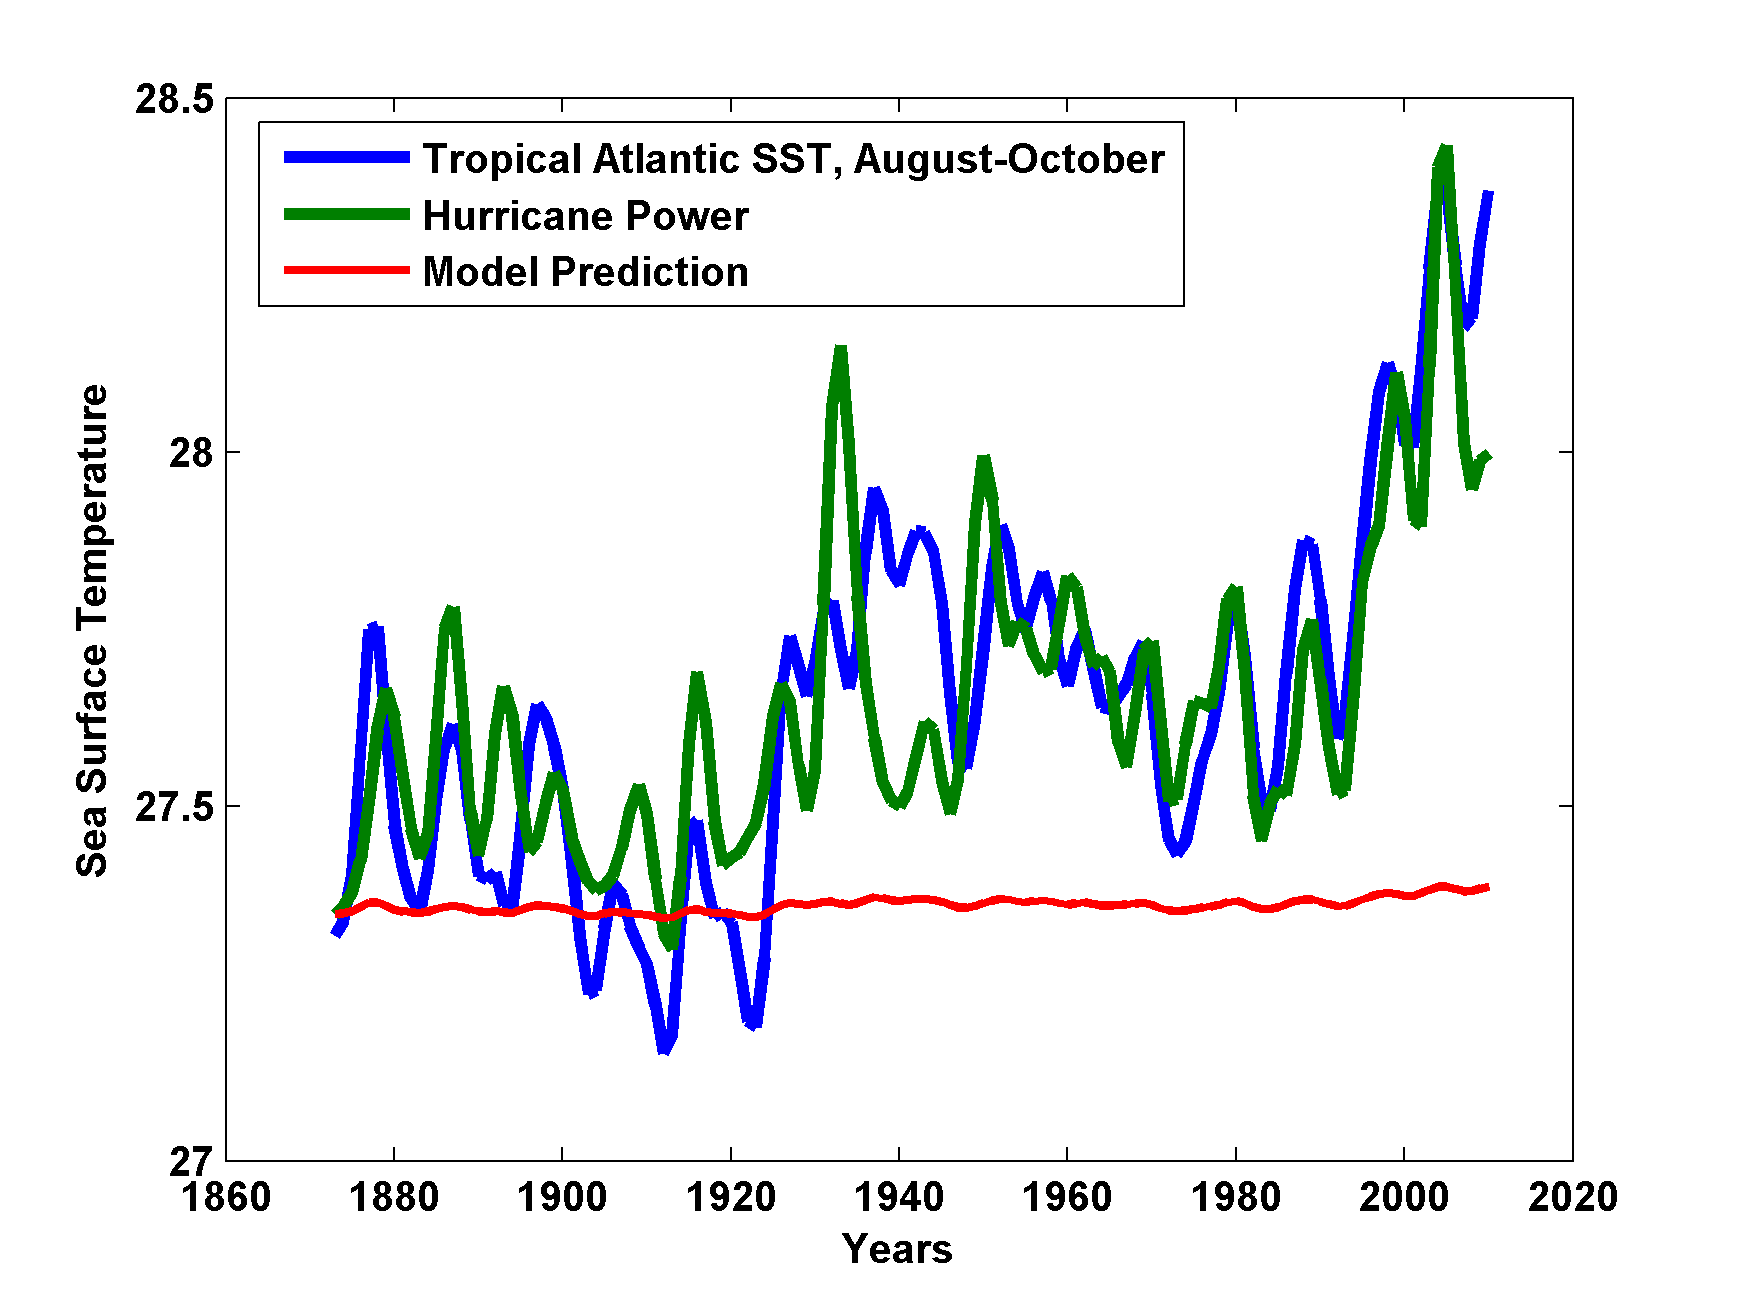 28.5
Tropical Atlantic SST, August-October
Hurricane Power
Model Prediction
28
Sea Surface Temperature
27.5
27
1860 1880 1900 1920 1940 1960 1980 2000 2020
Years